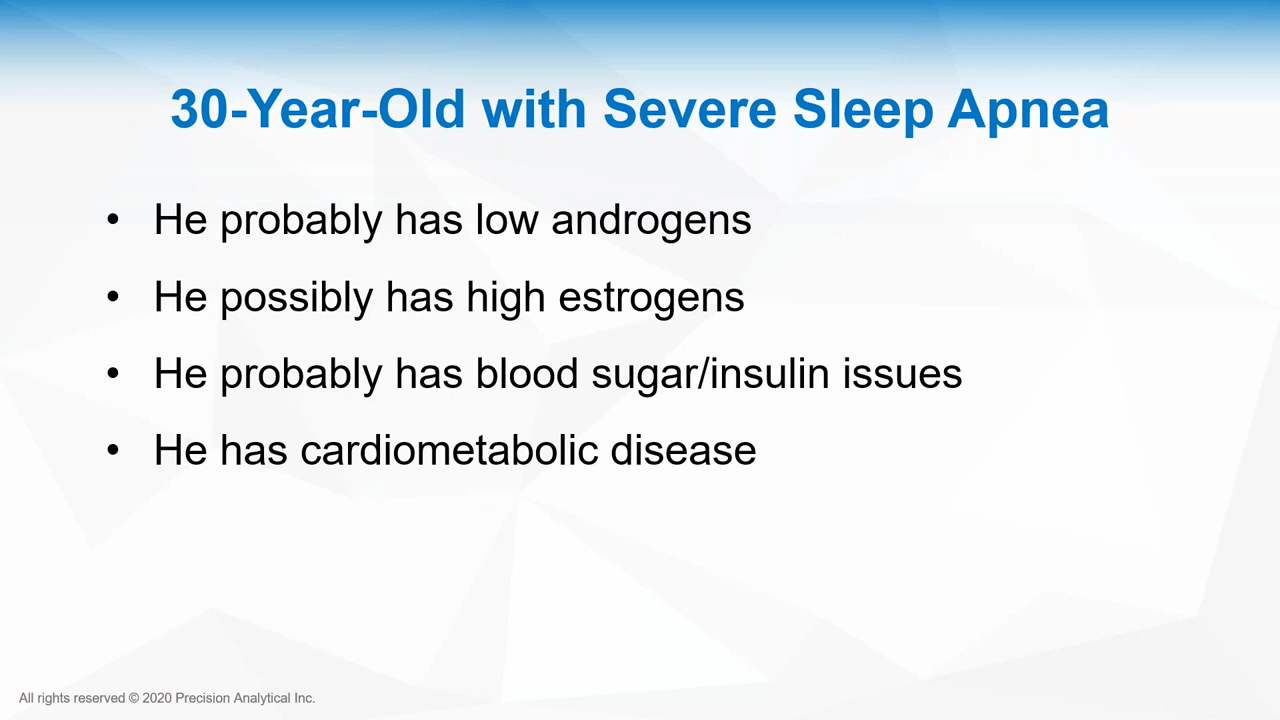 30-Year-Old with Severe Sleep Apnea
• He probably has low androgens
• He possibly has high estrogens
• He probably has blood sugar/insulin issues
• He has cardiometabolic disease
All rights reserved © 2020 Precision Analytical Inc.